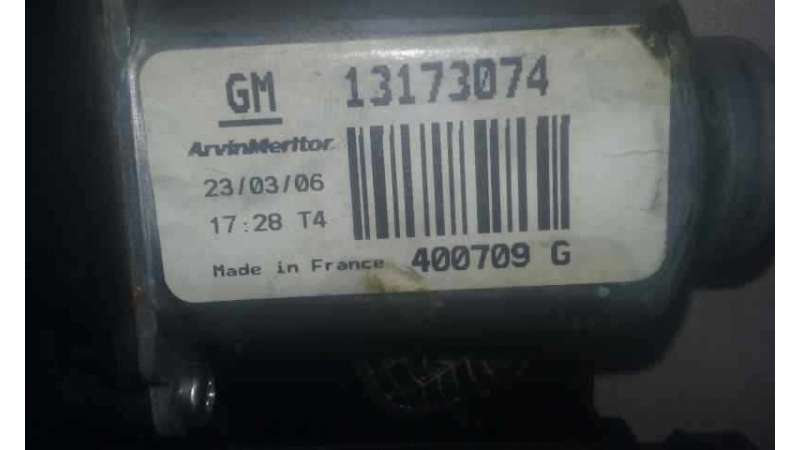 GM 13173074
ArvinMeritor
23/03/06
17:28 T4
Made in France 400709 G